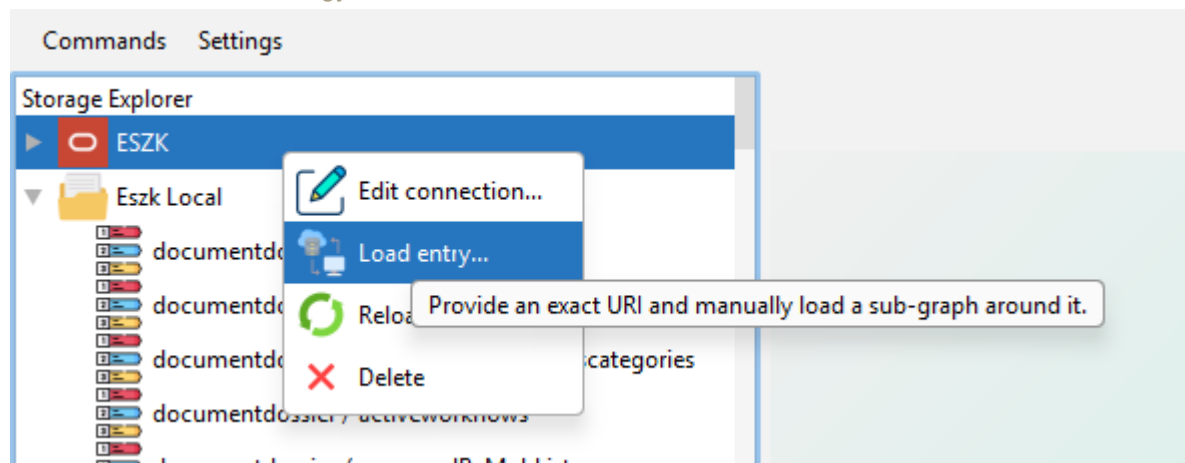 Commands Settings
Storage Explorer
ESZK
Edit connection...
Eszk Local
Load entry...
Provide an exact URI and manually load a sub-graph around it.
Delete